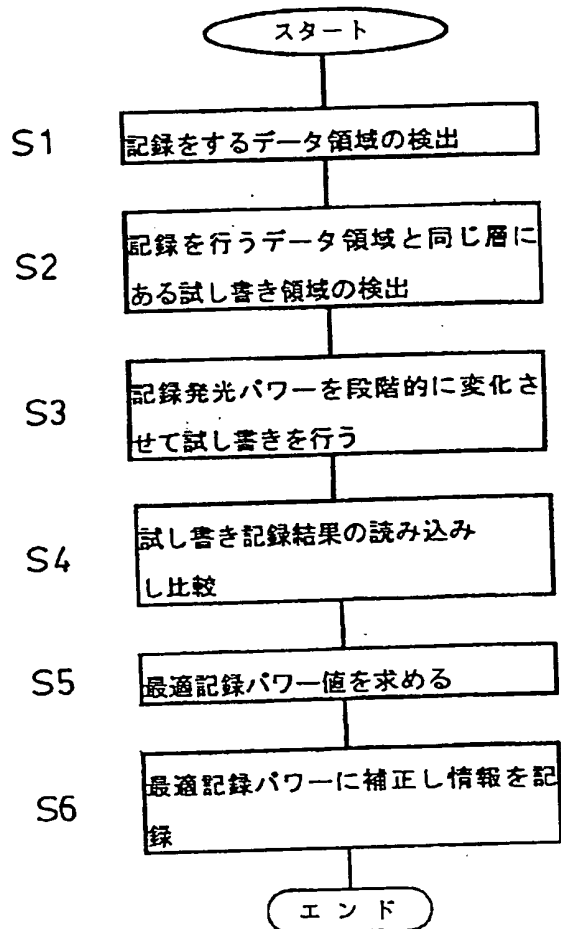 スタート
S1
記録をするデータ領域の検出
S2
記録を行うデータ領域と同じ層に
ある試し書き領域の検出
S3
記録発光パワーを段階的に変化さ
せて試し書きを行う
S4
試し書き記録結果の読み込み
し比較
S5
最適記録パワー値を求める
S6
最適記録パワーに補正し情報を記
録
エンド